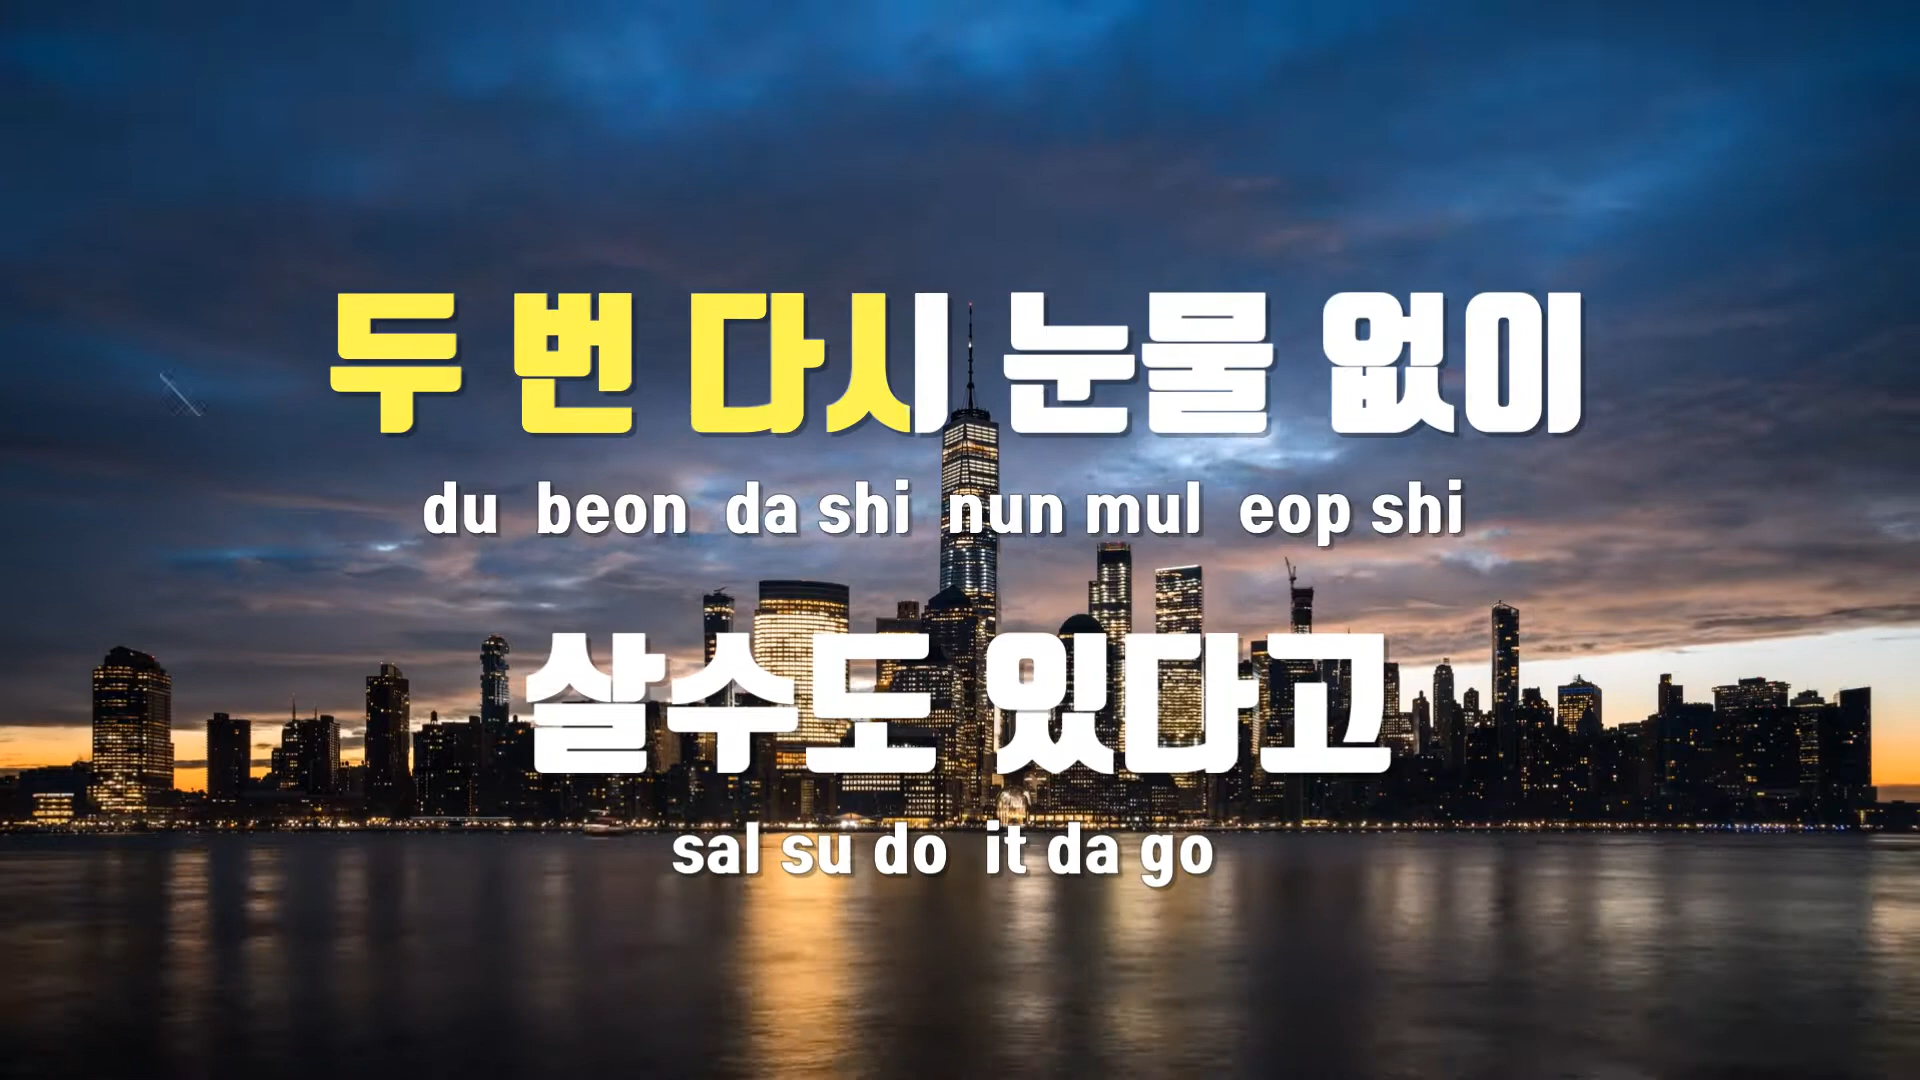 두 번 다시 눈물 없이
du beon da shi nun mul eop shi
살수도 있다고
sal su do it da go